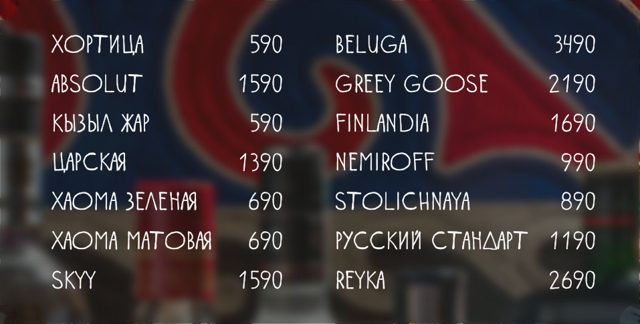 ХОРТИЦА 590
ABSOLUT 1590
КЫЗЫЛ ЖАР 590
ЦАРСКАЯ 1390
ХАОМА ЗЕЛЕНАЯ 690
ХАОМА МАТОВАЯ 690
SKYY 1590
BELUGA 3490
GREEY GOOSE 2190
FINLANDIA 1690
NEMIROFF 990
STOLICHNAYA 890
РУССКИЙ СТАНДАРТ 1190
REYKA 2690